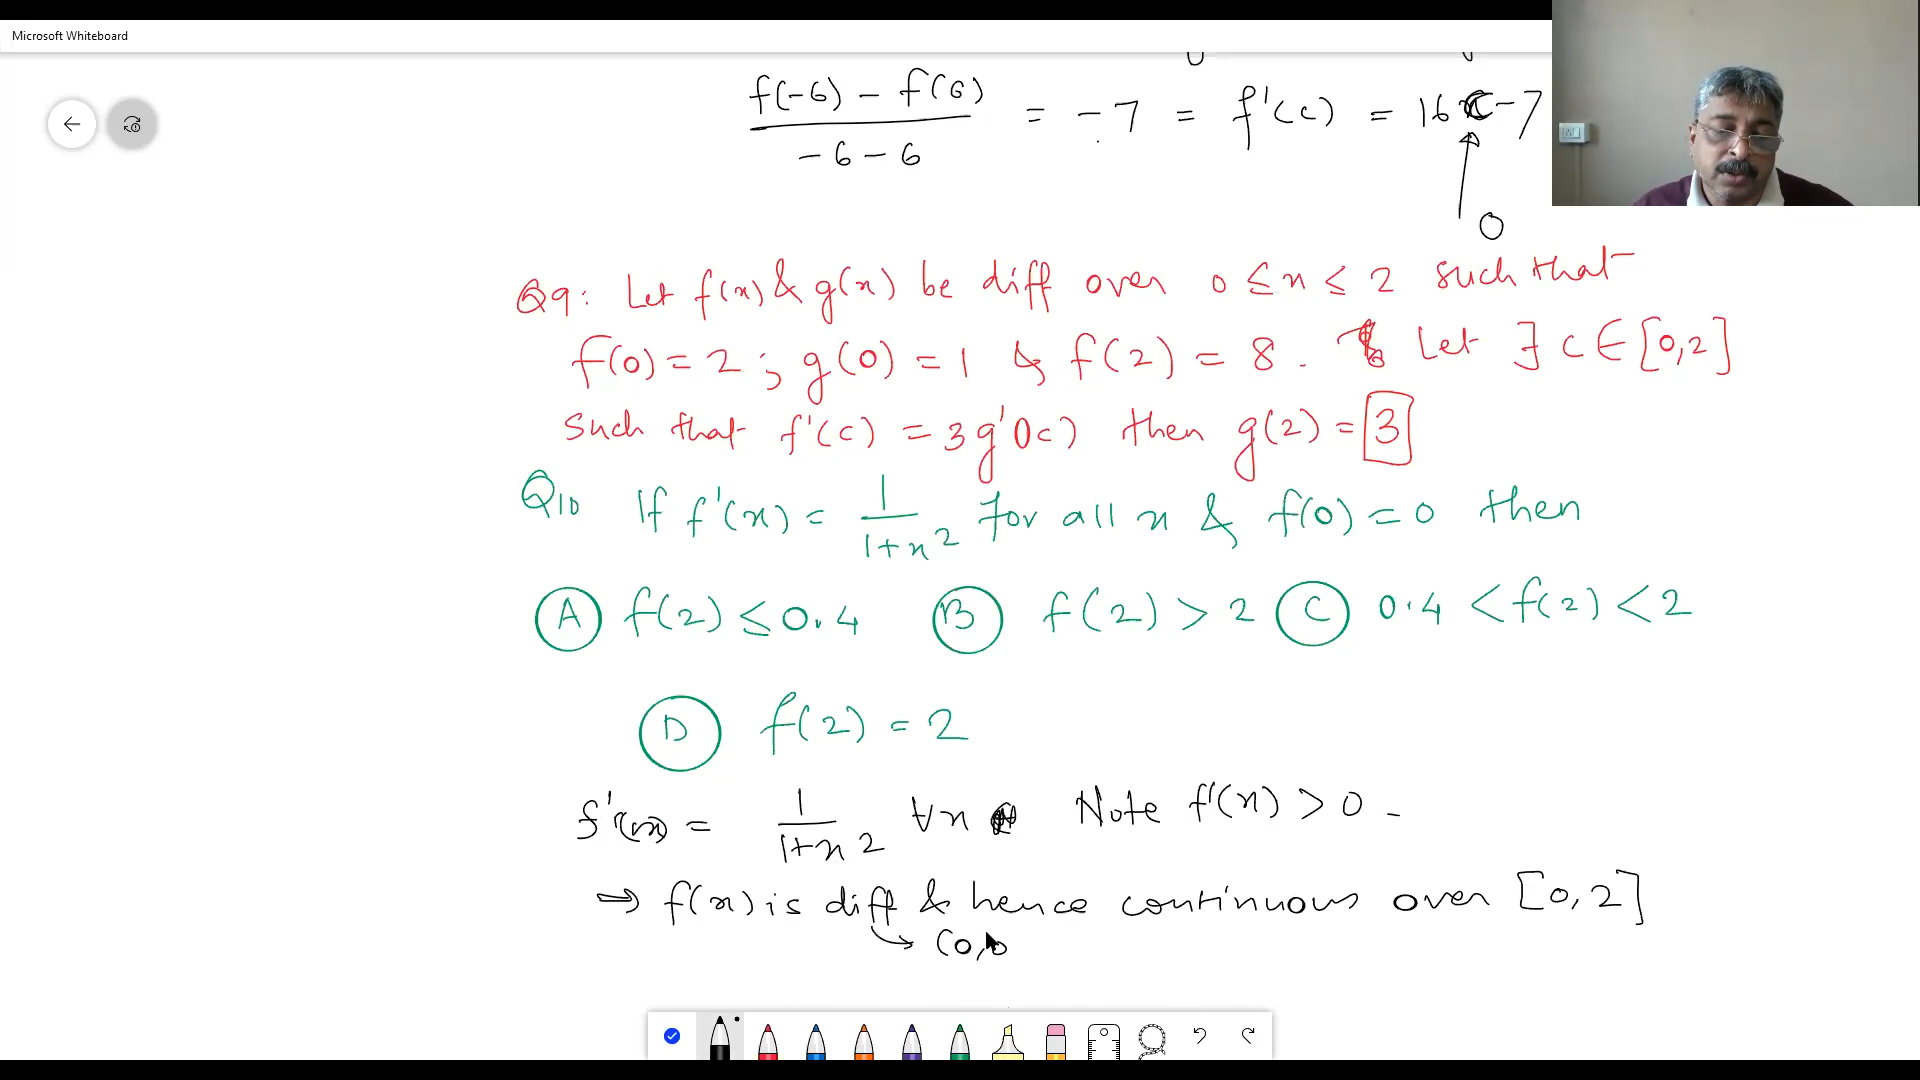 Microsoft Whiteboard
f(-6) - f(6) / -6 - 6 = -7 = f'(c) = 16c-7
0
Q9: Let f(x) & g(x) be diff over 0 ≤ x ≤ 2 such that
f(0) = 2 ; g(0) = 1 & f(2) = 8. Let ∃ c ∈ [0,2]
such that f'(c) = 3g'(c) then g(2) = 3
Q10 If f'(x) = 1/1+x² for all x & f(0) = 0 then
A f(2) ≤ 0.4 B f(2) > 2 C 0.4 < f(2) < 2
D f(2) = 2
f'(x) = 1/1+x² ∀x Note f'(x) > 0 -
⇒ f(x) is diff & hence continuous over [0,2]
(0,